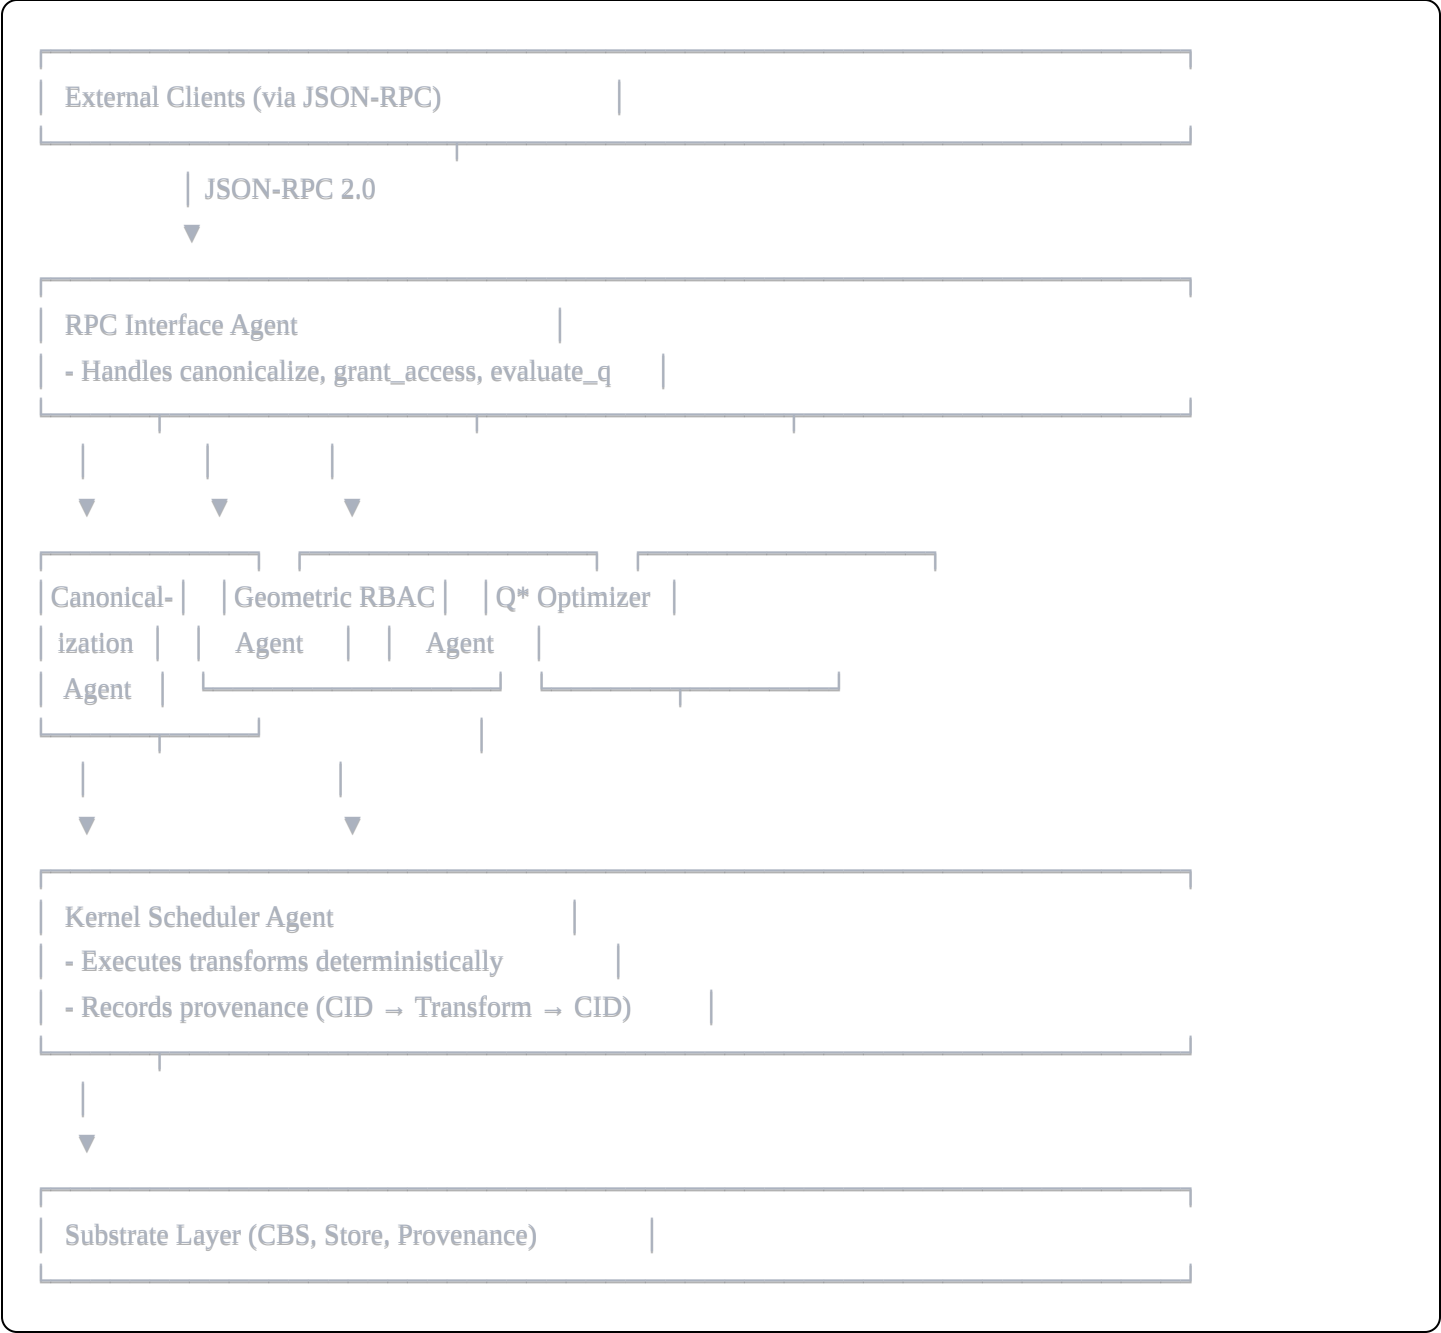 External Clients (via JSON-RPC)
JSON-RPC 2.0
▼
RPC Interface Agent
- Handles canonicalize, grant_access, evaluate_q
▼ ▼ ▼
Canonical- Geometric RBAC Q* Optimizer
ization Agent Agent
Agent
▼ ▼
Kernel Scheduler Agent
- Executes transforms deterministically
- Records provenance (CID → Transform → CID)
▼
Substrate Layer (CBS, Store, Provenance)